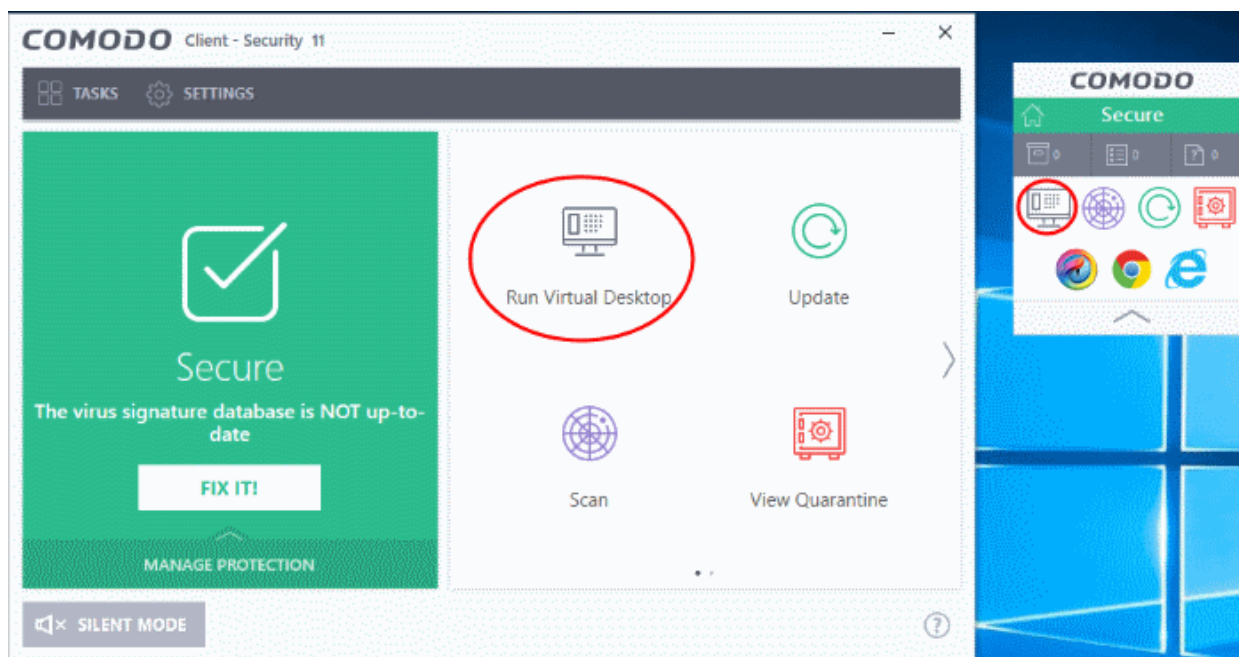 COMODO Client - Security 11
TASKS SETTINGS
Secure
The virus signature database is NOT up-to-
date
FIX IT!
MANAGE PROTECTION
Run Virtual Desktop
Update
Scan
View Quarantine
SILENT MODE
?
COMODO
Secure
0 0 ? 0